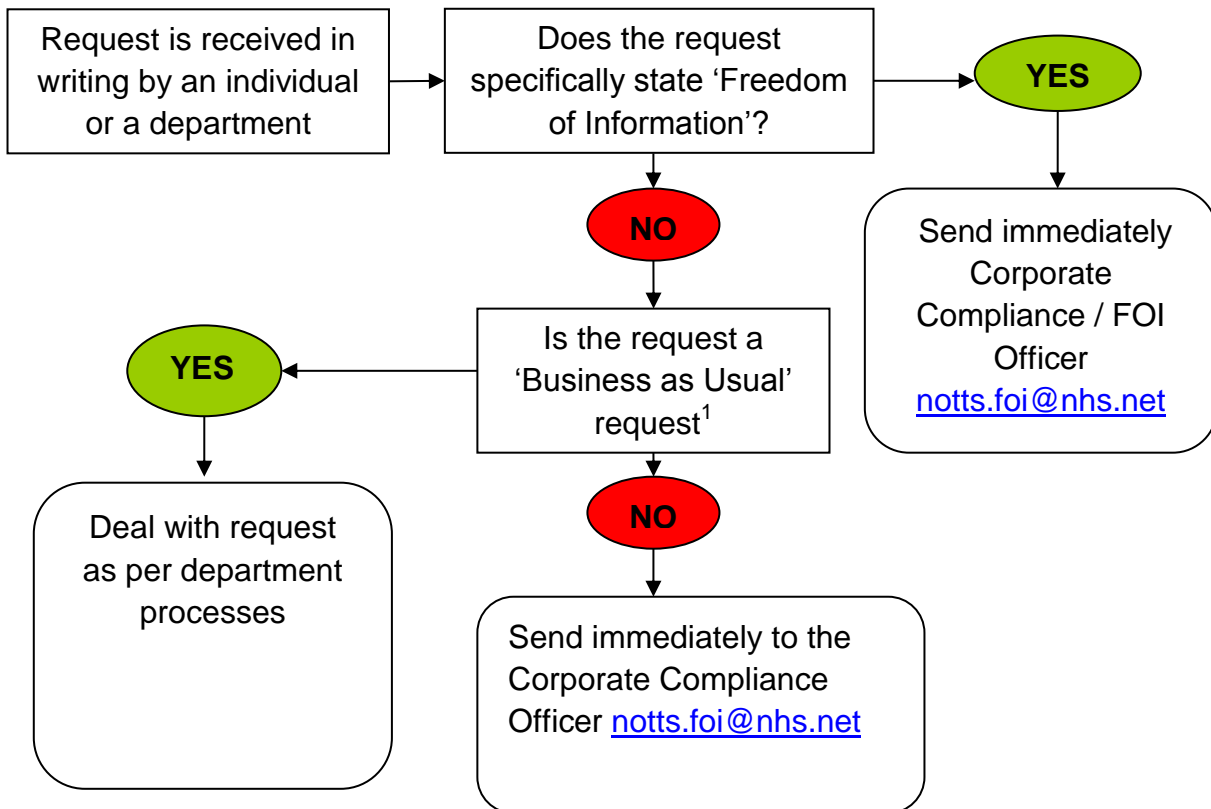 Request is received in
writing by an individual
or a department
Does the request
specifically state ‘Freedom
of Information’?
YES
NO
Send immediately
Corporate
Compliance / FOI
Officer
notts.foi@nhs.net
Is the request a
‘Business as Usual’
request1
YES
NO
Deal with request
as per department
processes
Send immediately to the
Corporate Compliance
Officer notts.foi@nhs.net